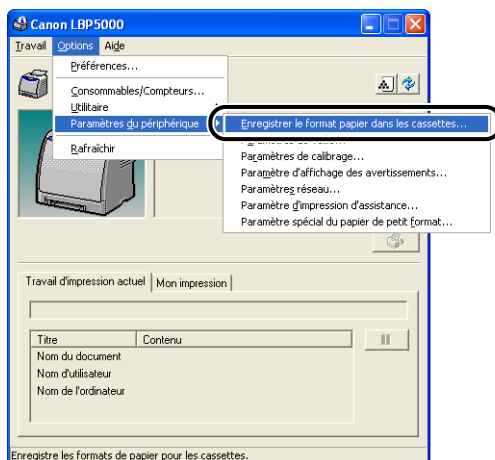 Canon LBP5000
Travail Options Aide
Préférences...
Consommables/Compteurs...
Utilitaire
Paramètres du périphérique
Rafraîchir
Enregistrer le format papier dans les cassettes...
Paramètres de calibrage...
Paramètre d'affichage des avertissements...
Paramètres réseau...
Paramètre d'impression d'assistance...
Paramètre spécial du papier de petit format...
Travail d'impression actuel Mon impression
Titre Contenu
Nom du document
Nom d'utilisateur
Nom de l'ordinateur
Enregistre les formats de papier pour les cassettes.